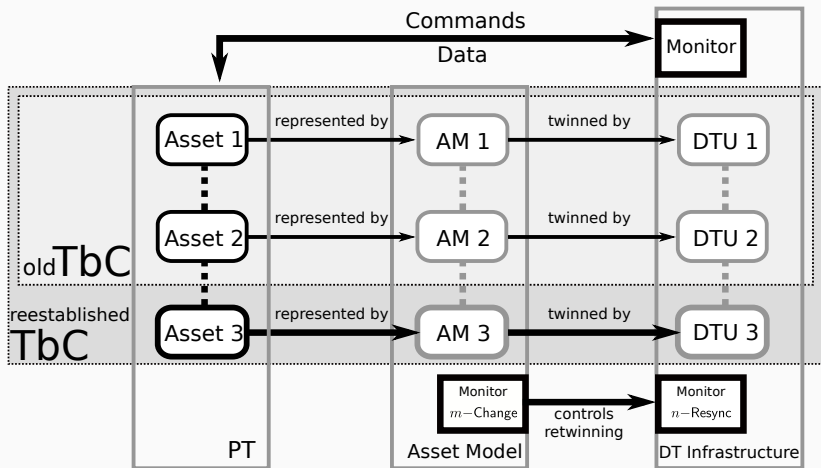 Commands
Data
Monitor
Asset 1
represented by
AM 1
twinned by
DTU 1
Asset 2
represented by
AM 2
twinned by
DTU 2
oldTbC
reestablished
TbC
Asset 3
represented by
AM 3
twinned by
DTU 3
Monitor
m−Change
controls
retwinning
Monitor
n−Resync
PT
Asset Model
DT Infrastructure